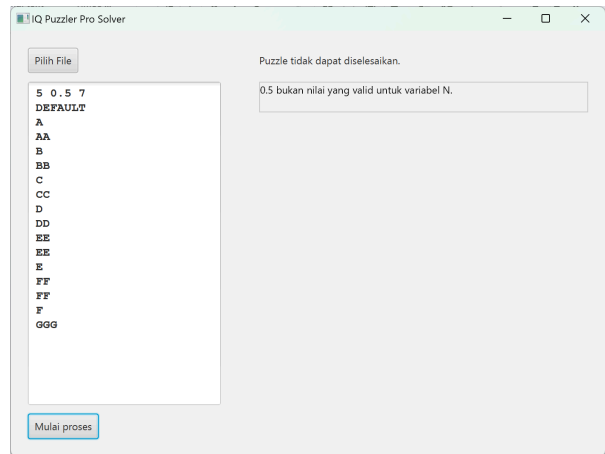 IQ Puzzler Pro Solver
Pilih File
Puzzle tidak dapat diselesaikan.
0.5 bukan nilai yang valid untuk variabel N.
5 0.5 7
DEFAULT
A
AA
B
BB
C
CC
D
DD
EE
EE
E
FF
FF
F
GGG
Mulai proses